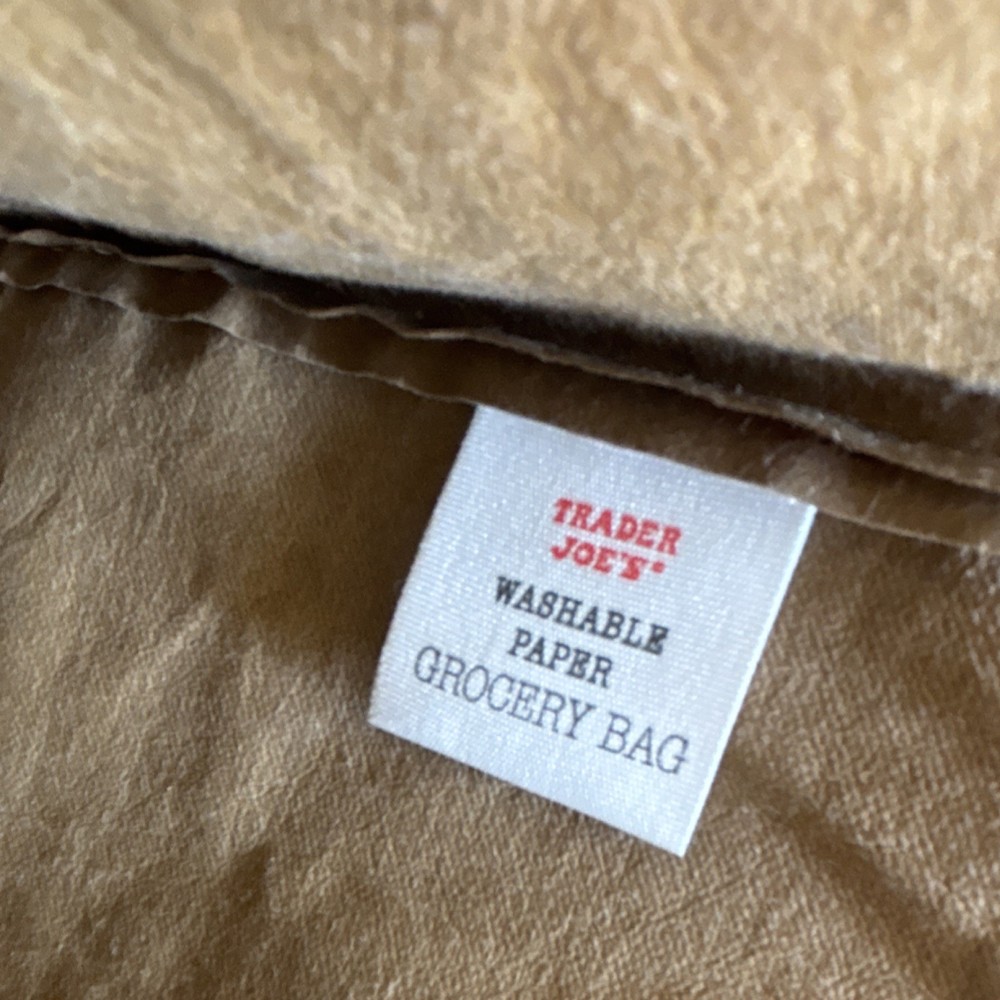 TRADER
JOE'S®
WASHABLE
PAPER
GROCERY BAG